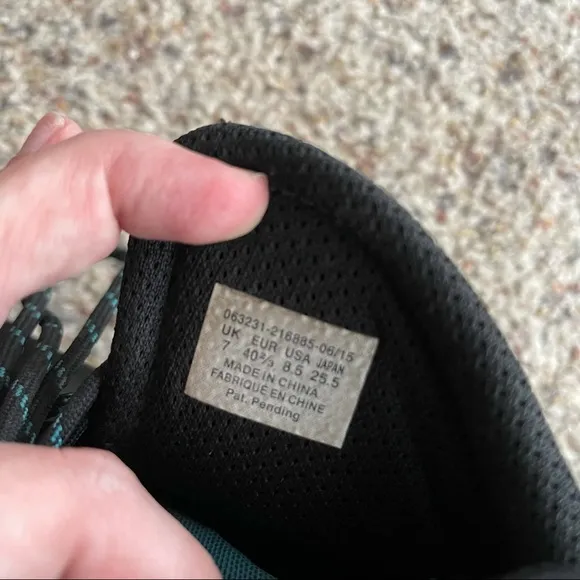 063231-216885-06/15
UK EUR USA JAPAN
7 40⅔ 8.5 25.5
MADE IN CHINA
FABRIQUÉ EN CHINE
Pat. Pending